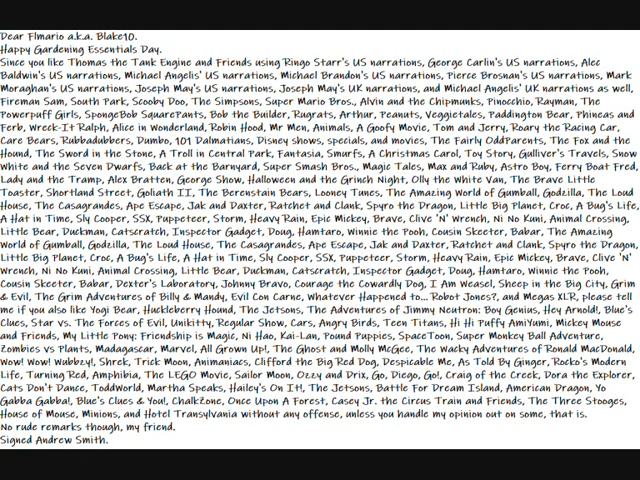 Dear Flmario a.k.a. Blake10.
Happy Gardening Essentials Day.
Since you like Thomas the Tank Engine and Friends using Ringo Starr's US narrations, George Carlin's US narrations, Alec
Baldwin's US narrations, Michael Angelis' US narrations, Michael Brandon's US narrations, Pierce Brosnan's US narrations, Mark
Moraghan's US narrations, Joseph May's US narrations, Joseph May's UK narrations, and Michael Angelis' UK narrations as well,
Fireman Sam, South Park, Scooby Doo, The Simpsons, Super Mario Bros., Alvin and the Chipmunks, Pinocchio, Rayman, The
Powerpuff Girls, SpongeBob SquarePants, Bob the Builder, Rugrats, Arthur, Peanuts, Veggietales, Paddington Bear, Phineas and
Ferb, Wreck-It Ralph, Alice in Wonderland, Robin Hood, Mr Men, Animals, A Goofy Movie, Tom and Jerry, Roary the Racing Car,
Care Bears, Rubbadubbers, Dumbo, 101 Dalmatians, Disney shows, specials, and movies, The Fairly OddParents, The Fox and the
Hound, The Sword in the Stone, A Troll in Central Park, Fantasia, Smurfs, A Christmas Carol, Toy Story, Gulliver's Travels, Snow
White and the Seven Dwarfs, Back at the Barnyard, Super Smash Bros., Magic Tales, Max and Ruby, Astro Boy, Ferry Boat Fred,
Lady and the Tramp, Alex Bratten, George Show, Halloween and the Grinch Night, Olly the White Van, The Brave Little
Toaster, Shortland Street, Goliath II, The Berenstain Bears, Looney Tunes, The Amazing World of Gumball, Godzilla, The Loud
House, The Casagrandes, Ape Escape, Jak and Daxter, Ratchet and Clank, Spyro the Dragon, Little Big Planet, Croc, A Bug's Life,
A Hat in Time, Sly Cooper, SSX, Puppeteer, Storm, Heavy Rain, Epic Mickey, Brave, Clive 'N' Wrench, Ni No Kuni, Animal Crossing,
Little Bear, Duckman, Catscratch, Inspector Gadget, Doug, Hamtaro, Winnie the Pooh, Cousin Skeeter, Babar, The Amazing
World of Gumball, Godzilla, The Loud House, The Casagrandes, Ape Escape, Jak and Daxter, Ratchet and Clank, Spyro the Dragon,
Little Big Planet, Croc, A Bug's Life, A Hat in Time, Sly Cooper, SSX, Puppeteer, Storm, Heavy Rain, Epic Mickey, Brave, Clive 'N'
Wrench, Ni No Kuni, Animal Crossing, Little Bear, Duckman, Catscratch, Inspector Gadget, Doug, Hamtaro, Winnie the Pooh,
Cousin Skeeter, Babar, Dexter's Laboratory, Johnny Bravo, Courage the Cowardly Dog, I Am Weasel, Sheep in the Big City, Grim
& Evil, The Grim Adventures of Billy & Mandy, Evil Con Carne, Whatever Happened to... Robot Jones?, and Megas XLR, please tell
me if you also like Yogi Bear, Huckleberry Hound, The Jetsons, The Adventures of Jimmy Neutron: Boy Genius, Hey Arnold!, Blue's
Clues, Star vs. The Forces of Evil, Unikitty, Regular Show, Cars, Angry Birds, Teen Titans, Hi Hi Puffy AmiYumi, Mickey Mouse
and Friends, My Little Pony: Friendship is Magic, Ni Hao, Kai-Lan, Pound Puppies, SpaceToon, Super Monkey Ball Adventure,
Zombies vs Plants, Madagascar, Marvel, All Grown Up!, The Ghost and Molly McGee, The Wacky Adventures of Ronald MacDonald,
Wow! Wow! Wubbzy!, Shrek, Trick Moon, Animaniacs, Clifford the Big Red Dog, Despicable Me, As Told By Ginger, Rocko's Modern
Life, Turning Red, Amphibia, The LEGO Movie, Sailor Moon, Ozzy and Drix, Go, Diego, Go!, Craig of the Creek, Dora the Explorer,
Cats Don't Dance, ToddWorld, Martha Speaks, Hailey's On It!, The Jetsons, Battle For Dream Island, American Dragon, Yo
Gabba Gabba!, Blue's Clues & You!, ChalkZone, Once Upon A Forest, Casey Jr. the Circus Train and Friends, The Three Stooges,
House of Mouse, Minions, and Hotel Transylvania without any offense, unless you handle my opinion out on some, that is.
No rude remarks though, my friend.
Signed Andrew Smith.